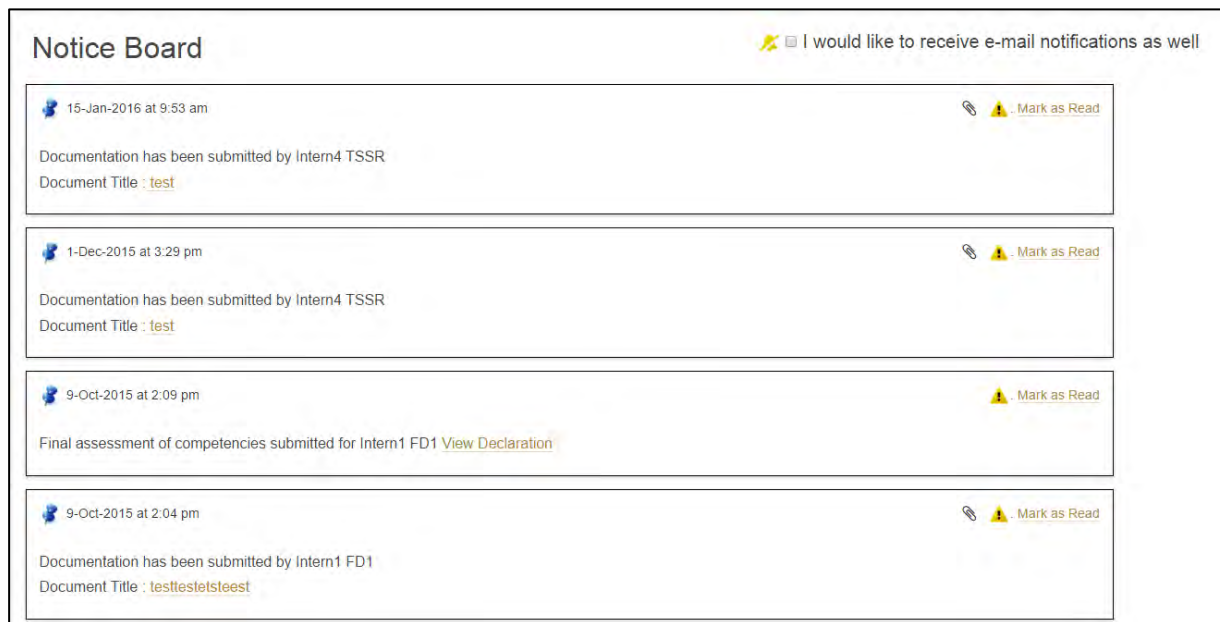 Notice Board
I would like to receive e-mail notifications as well
15-Jan-2016 at 9:53 am . Mark as Read
Documentation has been submitted by Intern4 TSSR
Document Title : test
1-Dec-2015 at 3:29 pm . Mark as Read
Documentation has been submitted by Intern4 TSSR
Document Title : test
9-Oct-2015 at 2:09 pm . Mark as Read
Final assessment of competencies submitted for Intern1 FD1 View Declaration
9-Oct-2015 at 2:04 pm . Mark as Read
Documentation has been submitted by Intern1 FD1
Document Title : testtestetsteest